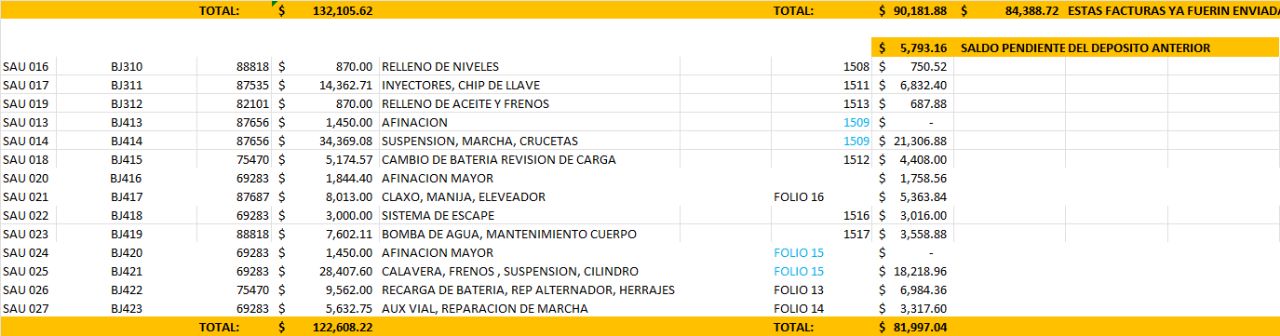 TOTAL: $ 132,105.62 TOTAL: $ 90,181.88 $ 84,388.72 ESTAS FACTURAS YA FUERIN ENVIADA
$ 5,793.16 SALDO PENDIENTE DEL DEPOSITO ANTERIOR
SAU 016 BJ310 88818 $ 870.00 RELLENO DE NIVELES 1508 $ 750.52
SAU 017 BJ311 87535 $ 14,362.71 INYECTORES, CHIP DE LLAVE 1511 $ 6,832.40
SAU 019 BJ312 82101 $ 870.00 RELLENO DE ACEITE Y FRENOS 1513 $ 687.88
SAU 013 BJ413 87656 $ 1,450.00 AFINACION 1509 $ -
SAU 014 BJ414 87656 $ 34,369.08 SUSPENSION, MARCHA, CRUCETAS 1509 $ 21,306.88
SAU 018 BJ415 75470 $ 5,174.57 CAMBIO DE BATERIA REVISION DE CARGA 1512 $ 4,408.00
SAU 020 BJ416 69283 $ 1,844.40 AFINACION MAYOR $ 1,758.56
SAU 021 BJ417 87687 $ 8,013.00 CLAXO, MANIJA, ELEVEADOR FOLIO 16 $ 5,363.84
SAU 022 BJ418 69283 $ 3,000.00 SISTEMA DE ESCAPE 1516 $ 3,016.00
SAU 023 BJ419 88818 $ 7,602.11 BOMBA DE AGUA, MANTENIMIENTO CUERPO 1517 $ 3,558.88
SAU 024 BJ420 69283 $ 1,450.00 AFINACION MAYOR FOLIO 15 $ -
SAU 025 BJ421 69283 $ 28,407.60 CALAVERA, FRENOS , SUSPENSION, CILINDRO FOLIO 15 $ 18,218.96
SAU 026 BJ422 75470 $ 9,562.00 RECARGA DE BATERIA, REP ALTERNADOR, HERRAJES FOLIO 13 $ 6,984.36
SAU 027 BJ423 69283 $ 5,632.75 AUX VIAL, REPARACION DE MARCHA FOLIO 14 $ 3,317.60
TOTAL: $ 122,608.22 TOTAL: $ 81,997.04